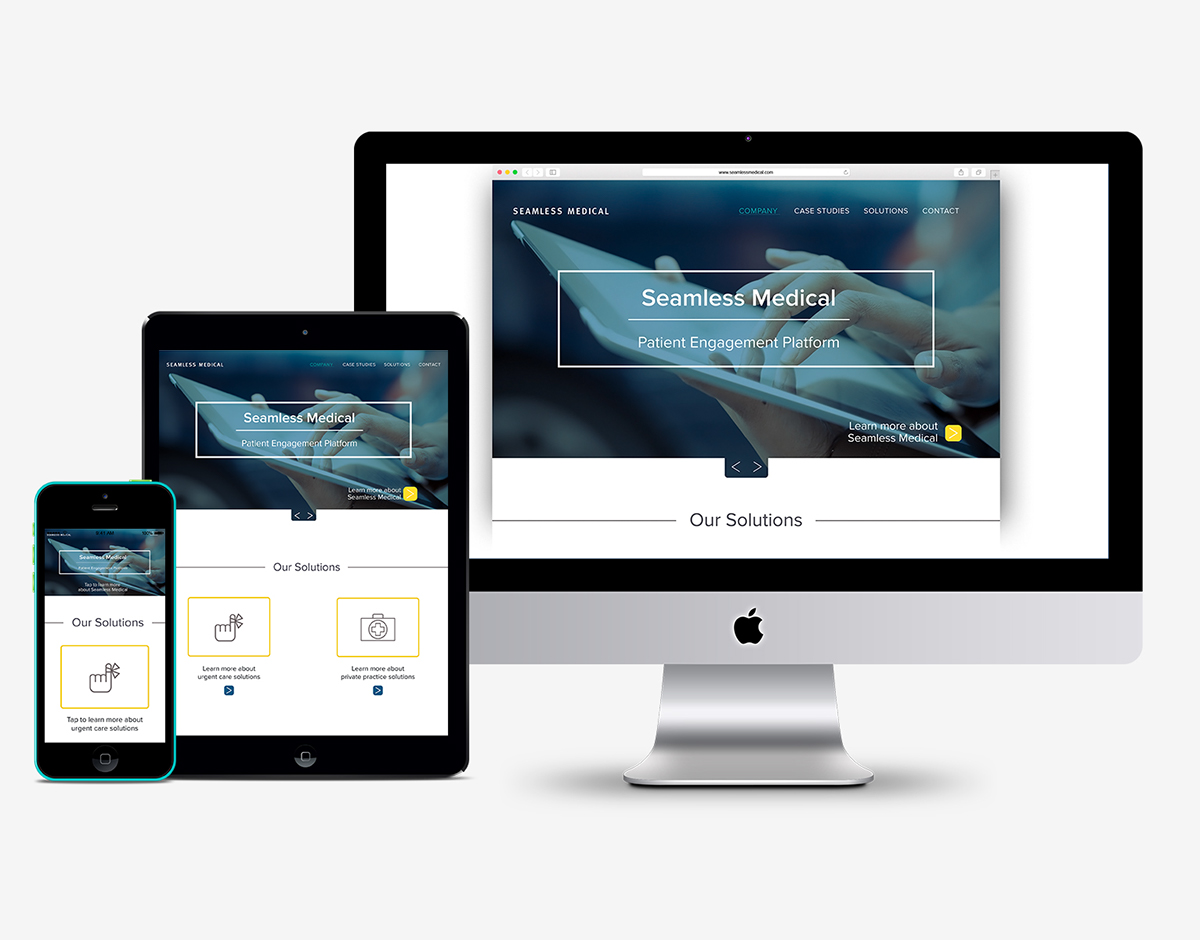 www.seamlessmedical.com
SEAMLESS MEDICAL
COMPANY CASE STUDIES SOLUTIONS CONTACT
Seamless Medical
Patient Engagement Platform
Learn more about
Seamless Medical
< >
Our Solutions
SEAMLESS MEDICAL
COMPANY CASE STUDIES SOLUTIONS CONTACT
Seamless Medical
Patient Engagement Platform
Learn more about
Seamless Medical
< >
Our Solutions
Learn more about
urgent care solutions
Learn more about
private practice solutions
SEAMLESS MEDICAL
100%
Seamless Medical
Patient Engagement Platform
Tap to learn more
about Seamless Medical
Our Solutions
Tap to learn more about
urgent care solutions